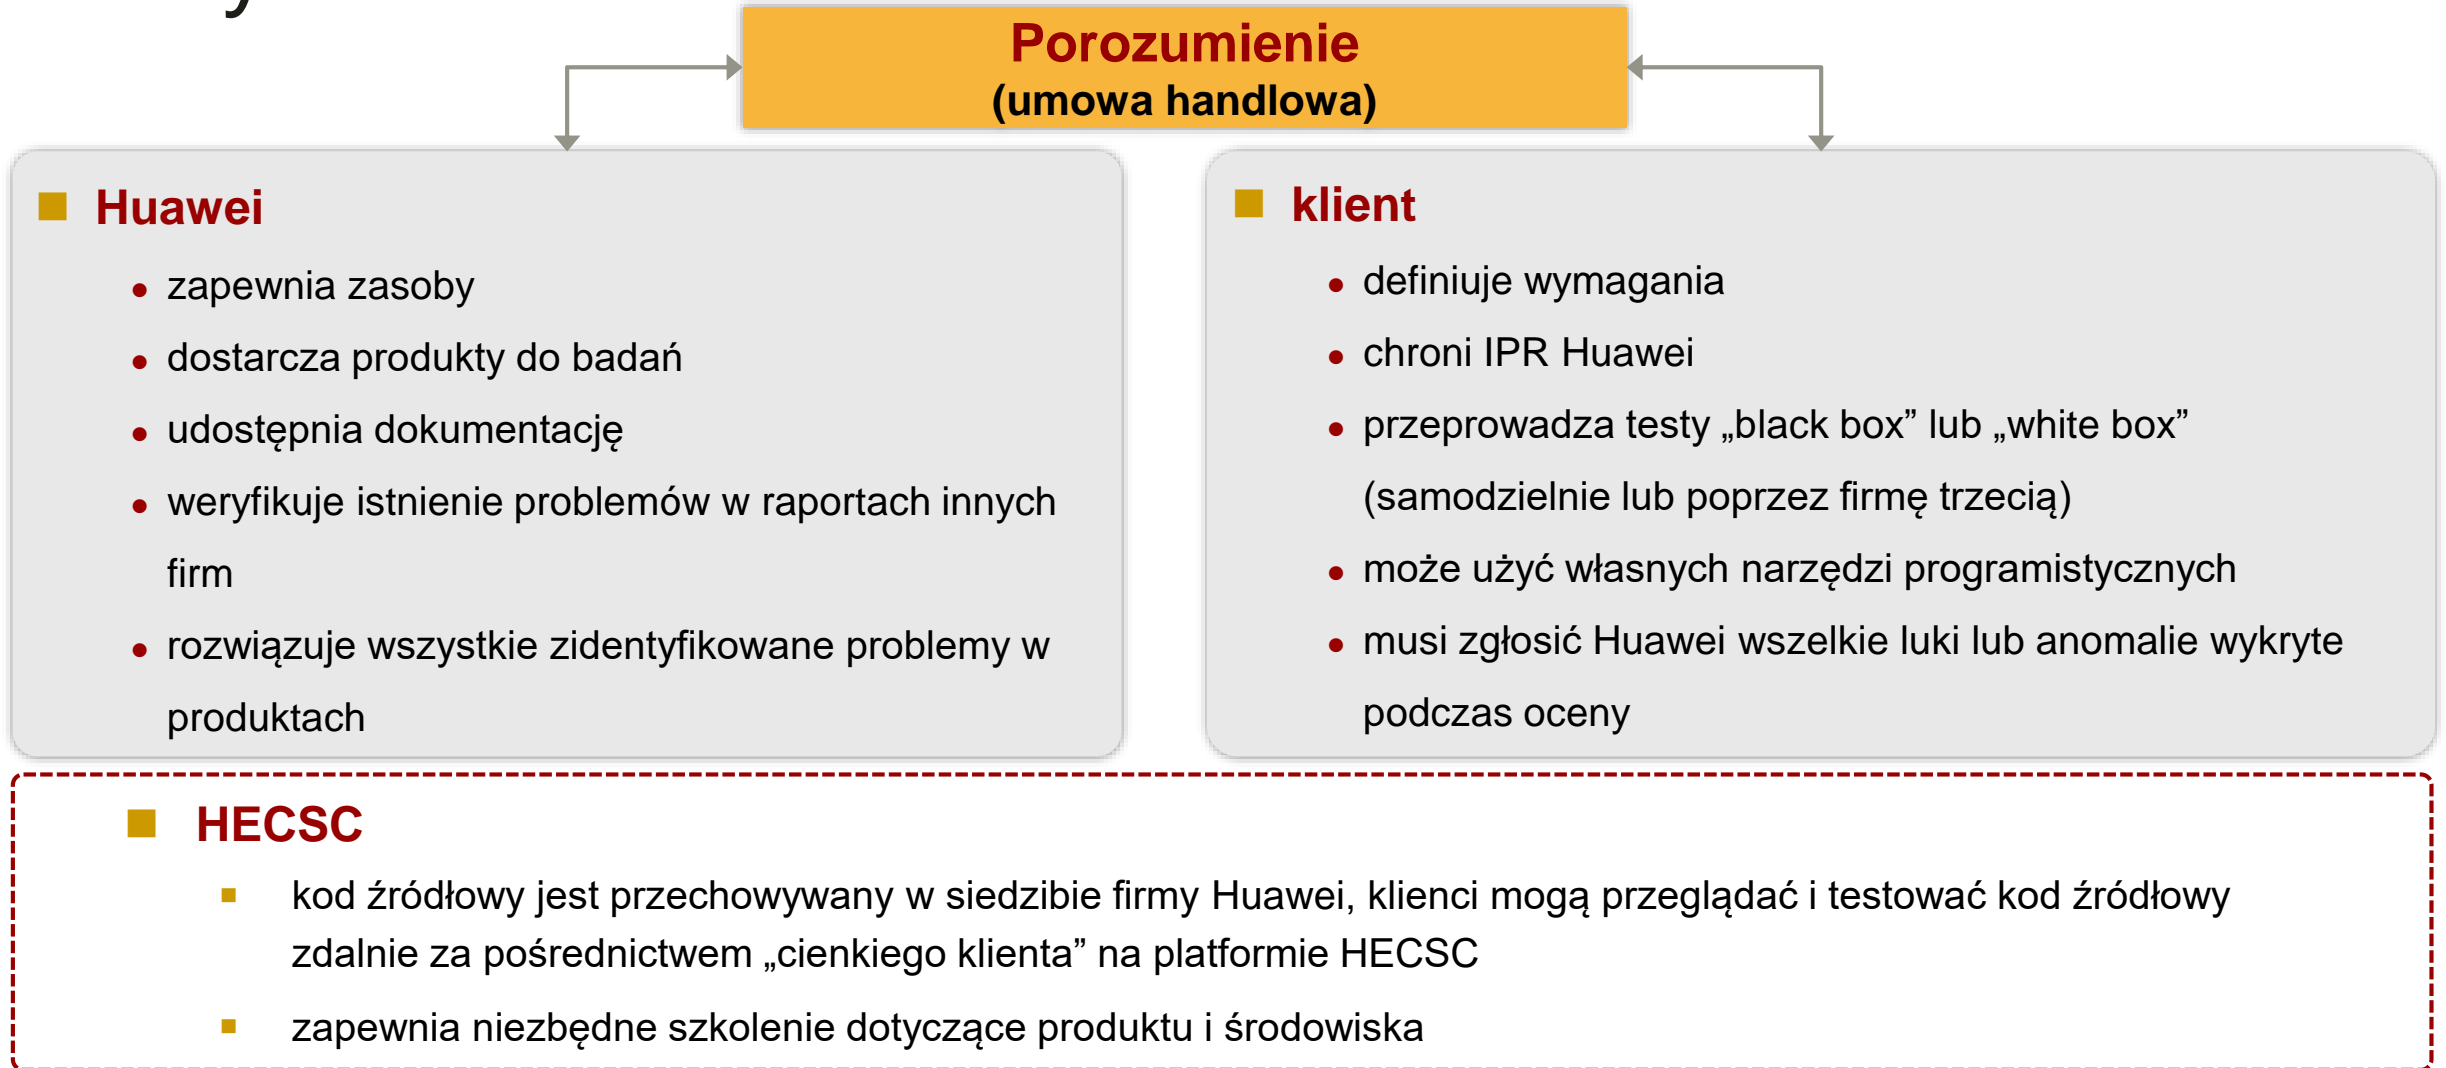 Porozumienie
(umowa handlowa)
Huawei
zapewnia zasoby
dostarcza produkty do badań
udostępnia dokumentację
weryfikuje istnienie problemów w raportach innych
firm
rozwiązuje wszystkie zidentyfikowane problemy w
produktach
klient
definiuje wymagania
chroni IPR Huawei
przeprowadza testy „black box” lub „white box”
(samodzielnie lub poprzez firmę trzecią)
może użyć własnych narzędzi programistycznych
musi zgłosić Huawei wszelkie luki lub anomalie wykryte
podczas oceny
HECSC
kod źródłowy jest przechowywany w siedzibie firmy Huawei, klienci mogą przeglądać i testować kod źródłowy
zdalnie za pośrednictwem „cienkiego klienta” na platformie HECSC
zapewnia niezbędne szkolenie dotyczące produktu i środowiska